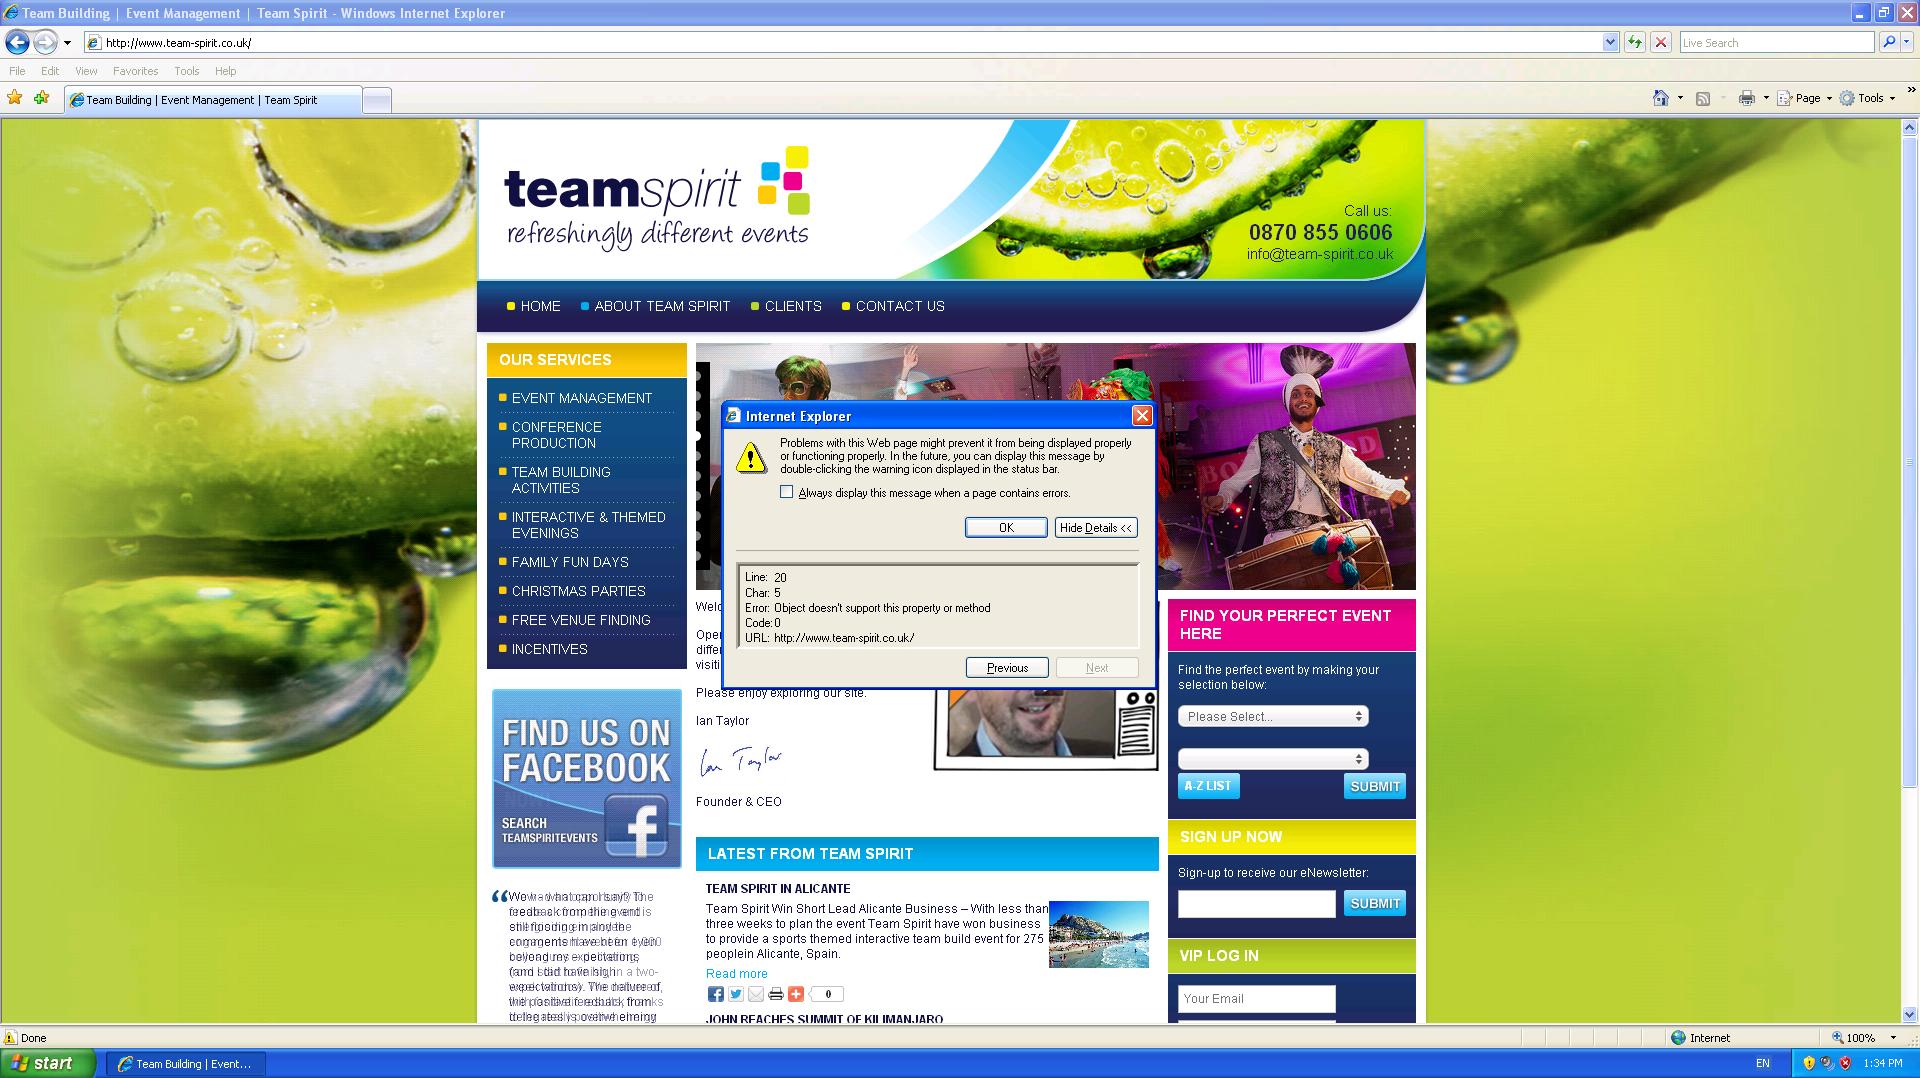 Team Building | Event Management | Team Spirit - Windows Internet Explorer
http://www.team-spirit.co.uk/
Live Search
File Edit View Favorites Tools Help
Team Building | Event Management | Team Spirit
Page Tools
teamspirit
refreshingly different events
Call us:
0870 855 0606
info@team-spirit.co.uk
HOME ABOUT TEAM SPIRIT CLIENTS CONTACT US
OUR SERVICES
EVENT MANAGEMENT
CONFERENCE
PRODUCTION
TEAM BUILDING
ACTIVITIES
INTERACTIVE & THEMED
EVENINGS
FAMILY FUN DAYS
CHRISTMAS PARTIES
FREE VENUE FINDING
INCENTIVES
FIND US ON
FACEBOOK
SEARCH
TEAMSPIRITEVENTS
Internet Explorer
Problems with this Web page might prevent it from being displayed properly
or functioning properly. In the future, you can display this message by
double-clicking the warning icon displayed in the status bar.
Always display this message when a page contains errors.
OK Hide Details <<
Line: 20
Char: 5
Error: Object doesn't support this property or method
Code: 0
URL: http://www.team-spirit.co.uk/
Previous Next
Please enjoy exploring our site.
Ian Taylor
Ian Taylor
Founder & CEO
LATEST FROM TEAM SPIRIT
TEAM SPIRIT IN ALICANTE
Team Spirit Win Short Lead Alicante Business – With less than
three weeks to plan the event Team Spirit have won business
to provide a sports themed interactive team build event for 275
peoplein Alicante, Spain.
Read more
0
JOHN REACHES SUMMIT OF KILIMANJARO
FIND YOUR PERFECT EVENT
HERE
Find the perfect event by making your
selection below:
Please Select...
A-Z LIST SUBMIT
SIGN UP NOW
Sign-up to receive our eNewsletter:
SUBMIT
VIP LOG IN
Your Email
Done
Internet
100%
start
Team Building | Event...
EN
1:34 PM